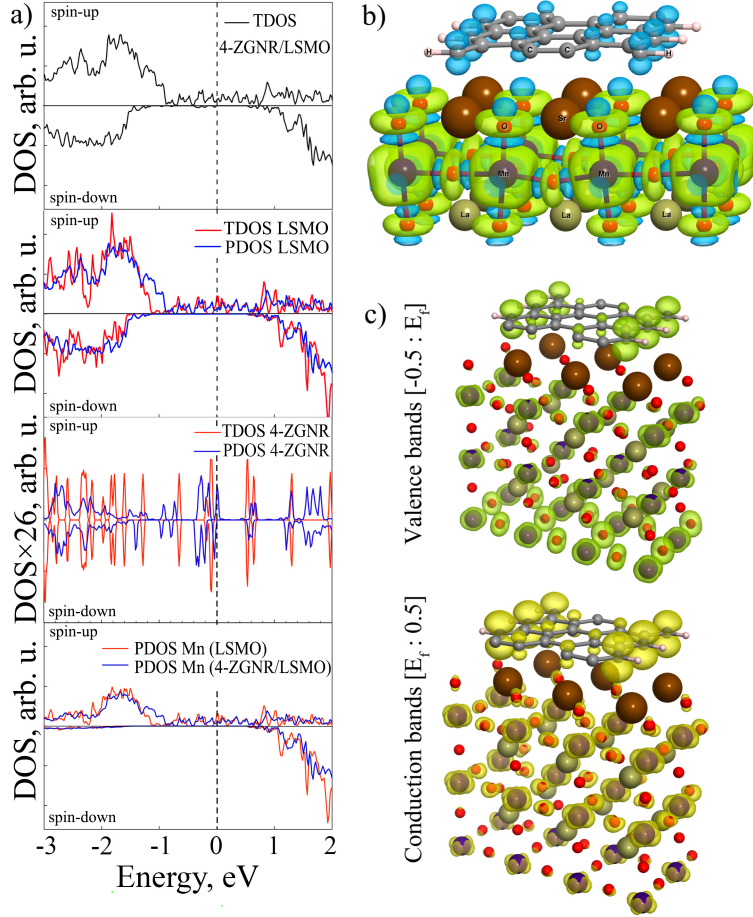 a)
spin-up
TDOS
4-ZGNR/LSMO
DOS, arb. u.
spin-down
spin-up
TDOS LSMO
PDOS LSMO
DOS, arb. u.
spin-down
spin-up
TDOS 4-ZGNR
PDOS 4-ZGNR
DOS×26, arb. u.
spin-down
spin-up
PDOS Mn (LSMO)
PDOS Mn (4-ZGNR/LSMO)
DOS, arb. u.
spin-down
-3 -2 -1 0 1 2
Energy, eV
b)
H C C H
O Sr O
Mn Mn
La La La
c)
Valence bands [-0.5 : E_f]
Conduction bands [E_f : 0.5]